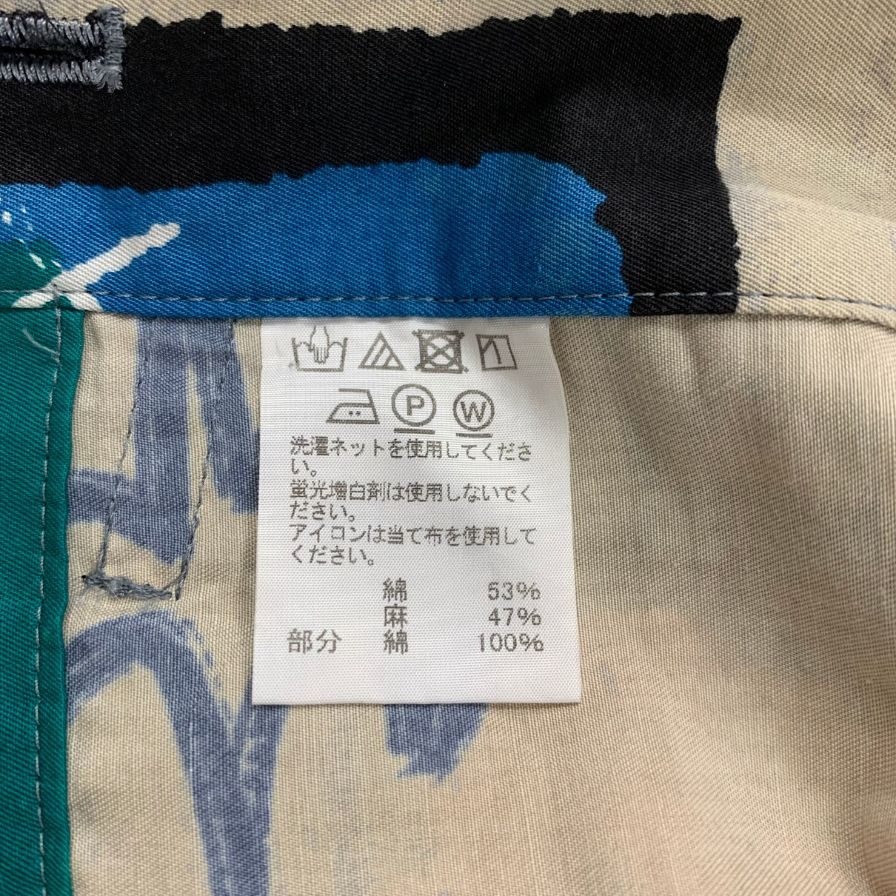 P W
洗濯ネットを使用してくださ
い。
蛍光増白剤は使用しないでく
ださい。
アイロンは当て布を使用して
ください。
綿 53%
麻 47%
部分 綿 100%